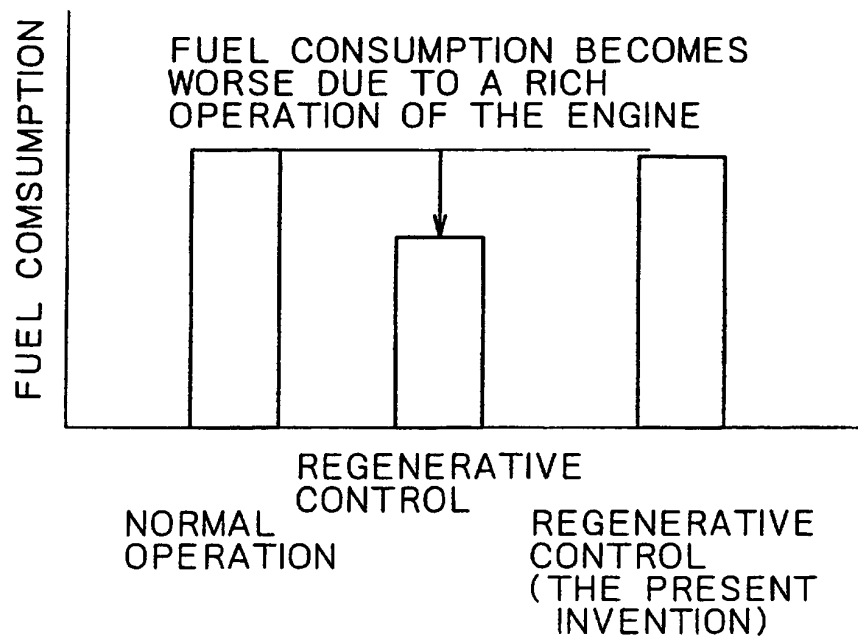 FUEL CONSUMPTION BECOMES
WORSE DUE TO A RICH
OPERATION OF THE ENGINE
FUEL COMSUMPTION
REGENERATIVE
CONTROL
NORMAL
OPERATION
REGENERATIVE
CONTROL
(THE PRESENT
INVENTION)